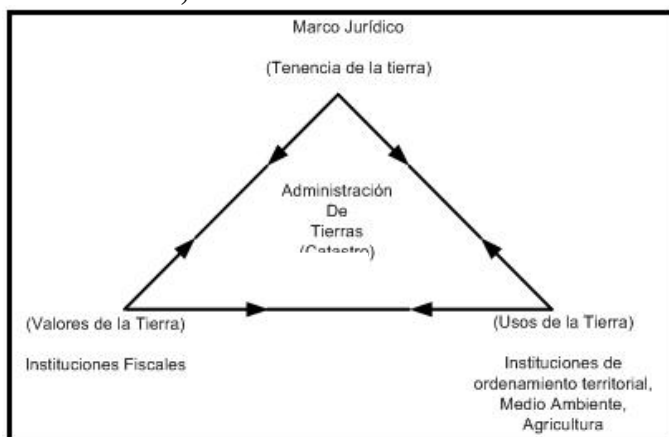 Marco Jurídico
(Tenencia de la tierra)
Administración
De
Tierras
(Catastro)
(Valores de la Tierra)
Instituciones Fiscales
(Usos de la Tierra)
Instituciones de
ordenamiento territorial,
Medio Ambiente,
Agricultura